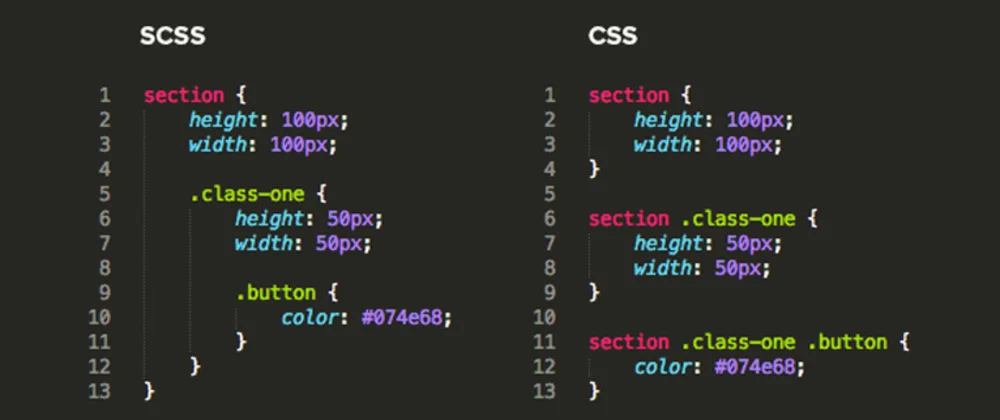 SCSS
1 section {
2 height: 100px;
3 width: 100px;
4
5 .class-one {
6 height: 50px;
7 width: 50px;
8
9 .button {
10 color: #074e68;
11 }
12 }
13 }
CSS
1 section {
2 height: 100px;
3 width: 100px;
4 }
5
6 section .class-one {
7 height: 50px;
8 width: 50px;
9 }
10
11 section .class-one .button {
12 color: #074e68;
13 }